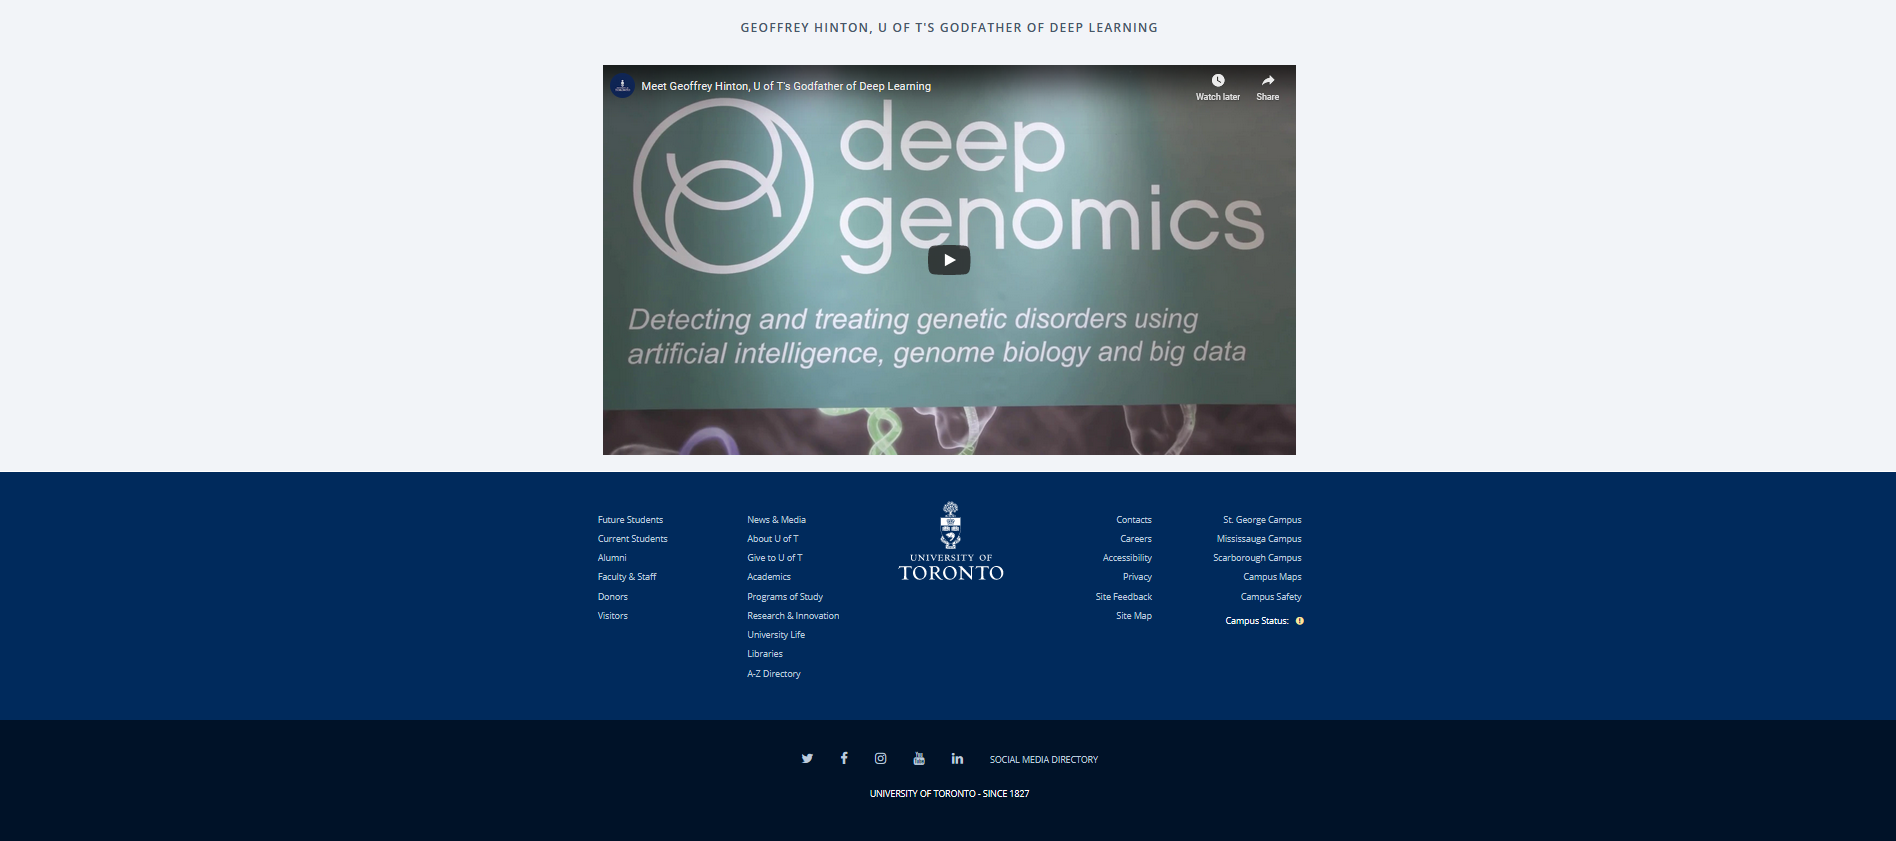 GEOFFREY HINTON, U OF T'S GODFATHER OF DEEP LEARNING
Meet Geoffrey Hinton, U of T's Godfather of Deep Learning
Watch later
Share
deep
genomics
Detecting and treating genetic disorders using
artificial intelligence, genome biology and big data
Future Students
Current Students
Alumni
Faculty & Staff
Donors
Visitors
News & Media
About U of T
Give to U of T
Academics
Programs of Study
Research & Innovation
University Life
Libraries
A-Z Directory
UNIVERSITY OF
TORONTO
Contacts
Careers
Accessibility
Privacy
Site Feedback
Site Map
St. George Campus
Mississauga Campus
Scarborough Campus
Campus Maps
Campus Safety
Campus Status:
SOCIAL MEDIA DIRECTORY
UNIVERSITY OF TORONTO - SINCE 1827